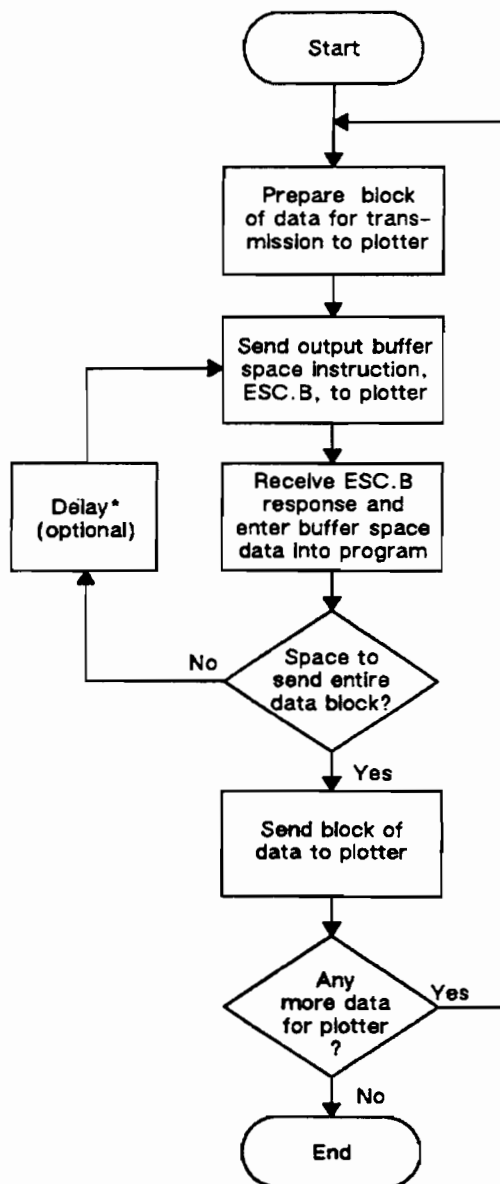 Start
Prepare block
of data for trans-
mission to plotter
Send output buffer
space instruction,
ESC.B, to plotter
Receive ESC.B
response and
enter buffer space
data into program
Delay*
(optional)
No
Space to
send entire
data block?
Yes
Send block of
data to plotter
Any
more data
for plotter
?
Yes
No
End